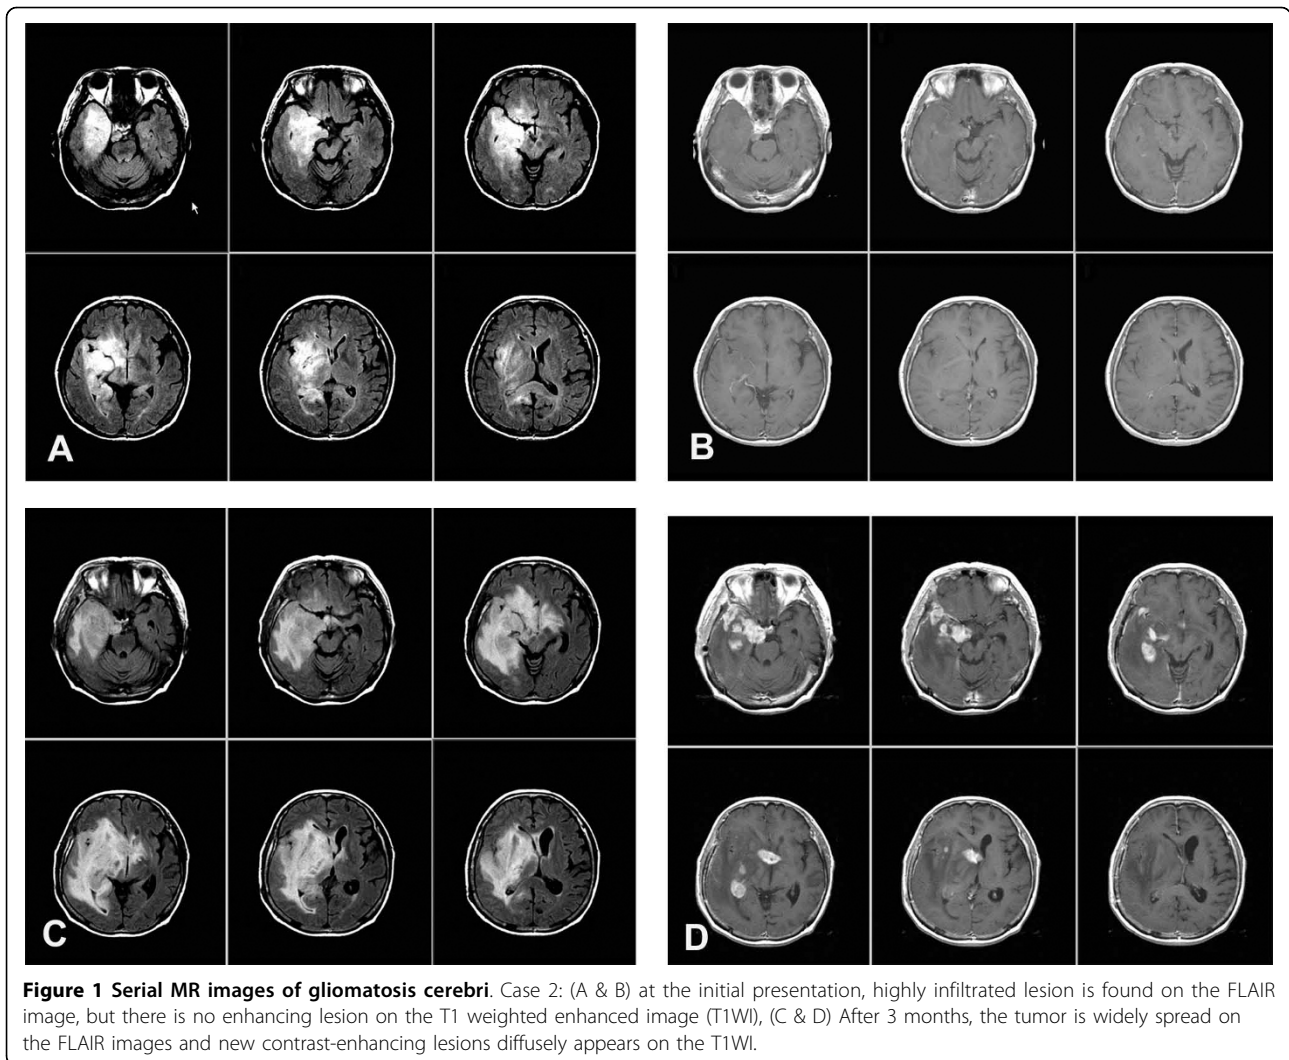 A
B
C
D
Figure 1 Serial MR images of gliomatosis cerebri. Case 2: (A & B) at the initial presentation, highly infiltrated lesion is found on the FLAIR
image, but there is no enhancing lesion on the T1 weighted enhanced image (T1WI), (C & D) After 3 months, the tumor is widely spread on
the FLAIR images and new contrast-enhancing lesions diffusely appears on the T1WI.